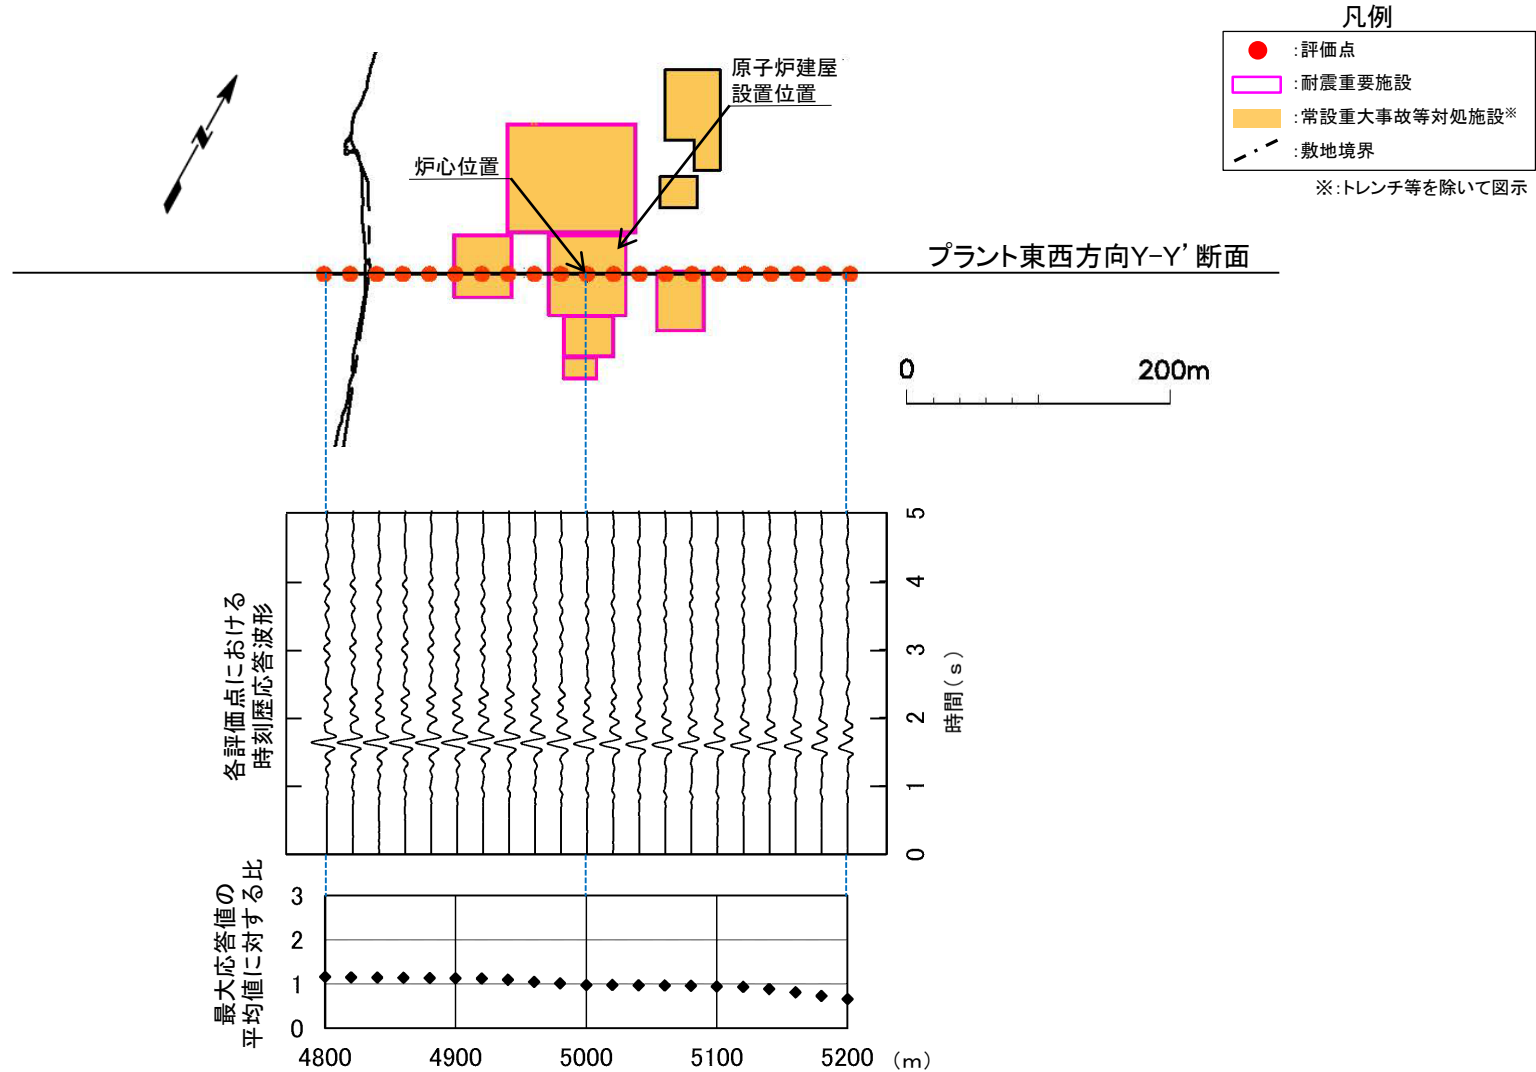 凡例
:評価点
:耐震重要施設
:常設重大事故等対処施設※
:敷地境界
※:トレンチ等を除いて図示
N
原子炉建屋
設置位置
炉心位置
プラント東西方向Y-Y’断面
0 200m
各評価点における
時刻歴応答波形
5
4
3
2
1
0
時間(s)
最大応答値の
平均値に対する比
3
2
1
0
4800 4900 5000 5100 5200 (m)